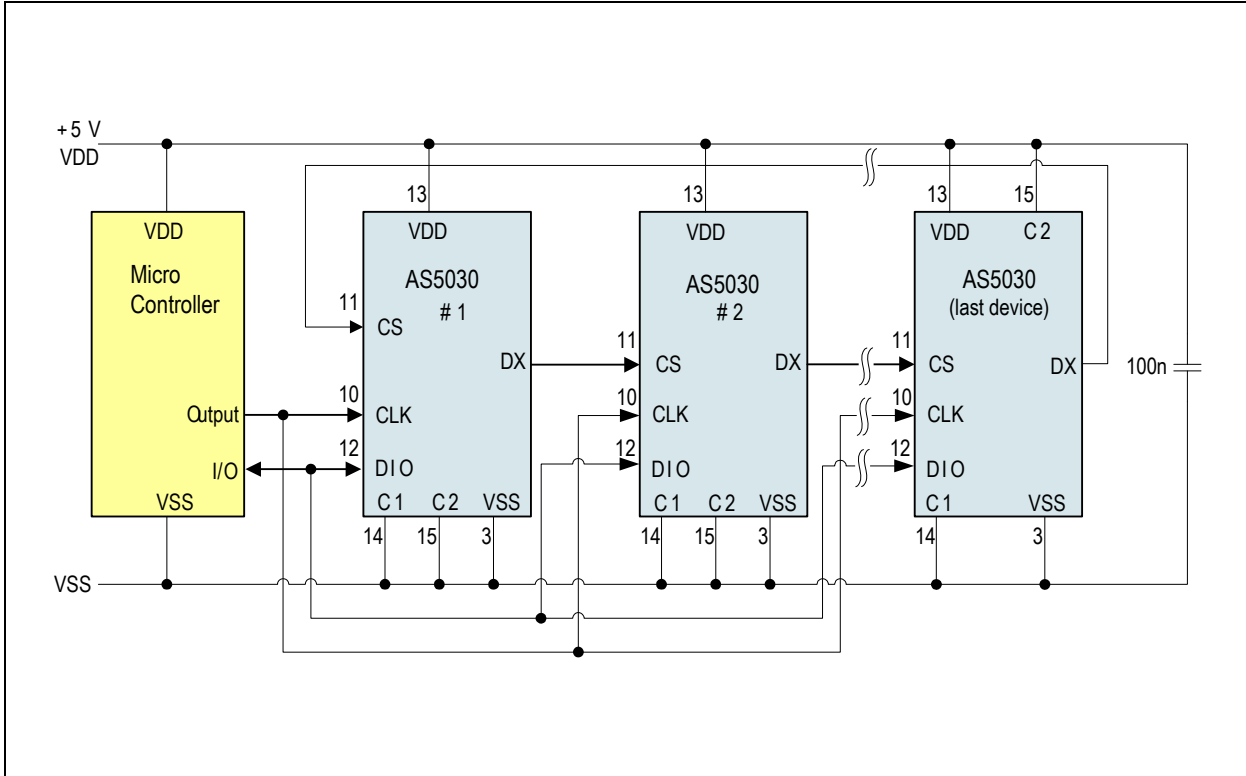 +5 V
VDD
13
13
13
15
VDD
Micro
Controller
Output
I/O
VSS
VDD
AS5030
# 1
11
CS
DX
10
CLK
12
DIO
C1 C2 VSS
14 15 3
VDD
AS5030
# 2
11
CS
DX
10
CLK
12
DIO
C1 C2 VSS
14 15 3
VDD C2
AS5030
(last device)
11
CS
DX
10
CLK
12
DIO
C1 VSS
14 3
100n
VSS